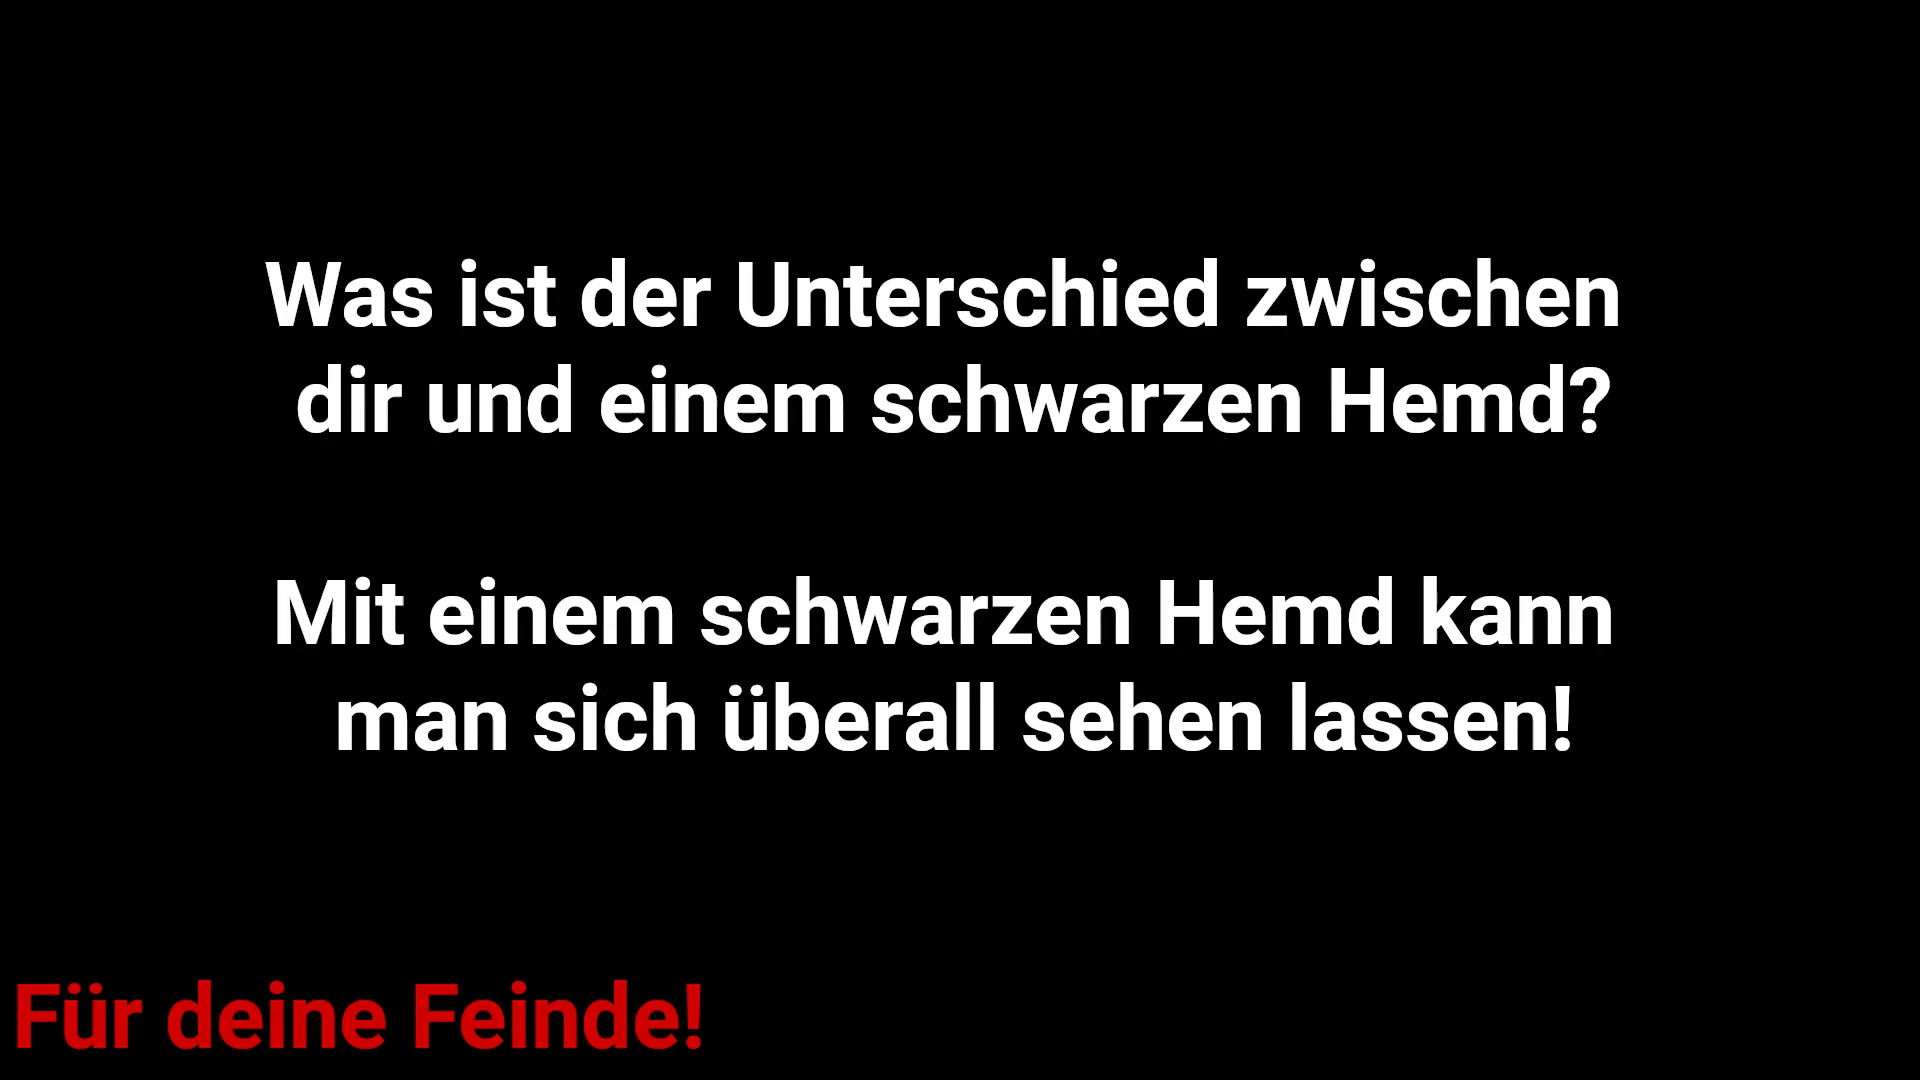 Was ist der Unterschied zwischen
dir und einem schwarzen Hemd?
Mit einem schwarzen Hemd kann
man sich überall sehen lassen!
Für deine Feinde!